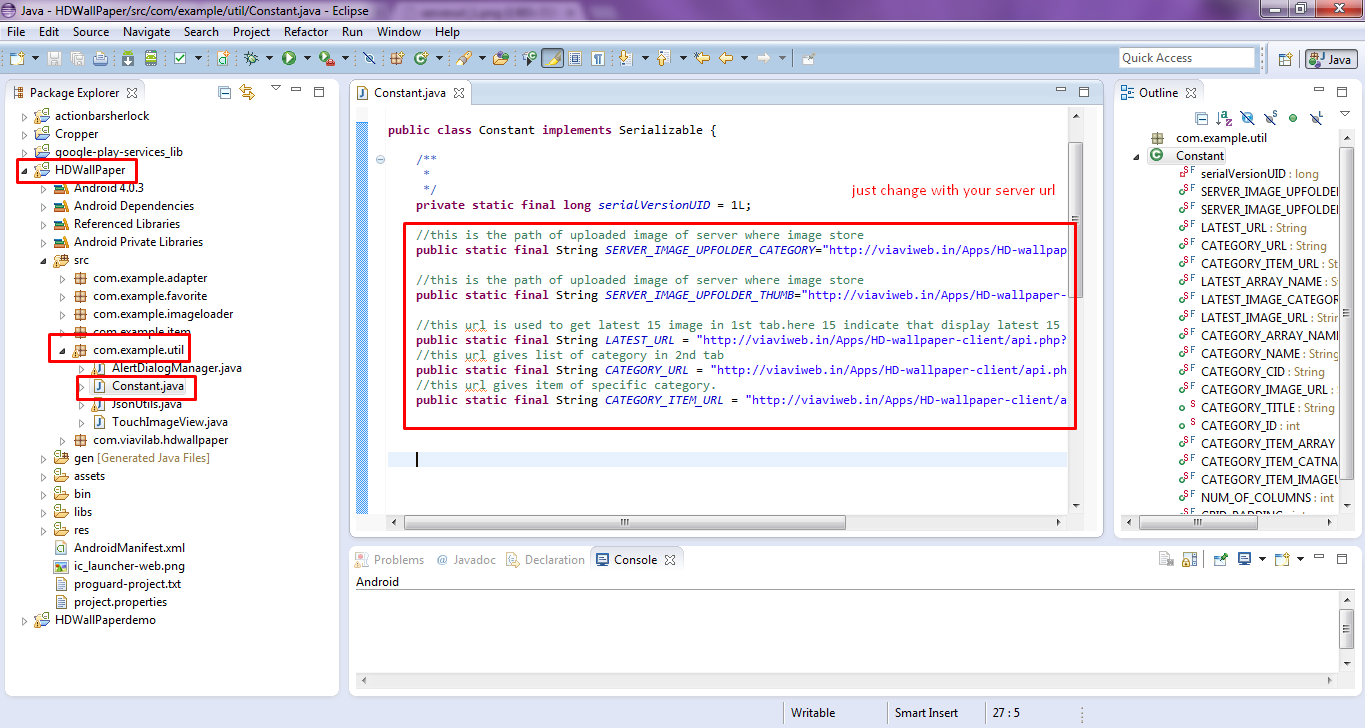 Java - HDWallPaper/src/com/example/util/Constant.java - Eclipse
File Edit Source Navigate Search Project Refactor Run Window Help
Quick Access
Java
Package Explorer
actionbarsherlock
Cropper
google-play-services_lib
HDWallPaper
Android 4.0.3
Android Dependencies
Referenced Libraries
Android Private Libraries
src
com.example.adapter
com.example.favorite
com.example.imageloader
com.example.item
com.example.util
AlertDialogManager.java
Constant.java
JsonUtils.java
TouchImageView.java
com.viavilab.hdwallpaper
gen [Generated Java Files]
assets
bin
libs
res
AndroidManifest.xml
ic_launcher-web.png
proguard-project.txt
project.properties
HDWallPaperdemo
Constant.java
public class Constant implements Serializable {
/**
*
*/
just change with your server url
private static final long serialVersionUID = 1L;
//this is the path of uploaded image of server where image store
public static final String SERVER_IMAGE_UPFOLDER_CATEGORY="http://viaviweb.in/Apps/HD-wallpap
//this is the path of uploaded image of server where image store
public static final String SERVER_IMAGE_UPFOLDER_THUMB="http://viaviweb.in/Apps/HD-wallpaper-
//this url is used to get latest 15 image in 1st tab.here 15 indicate that display latest 15
public static final String LATEST_URL = "http://viaviweb.in/Apps/HD-wallpaper-client/api.php?
//this url gives list of category in 2nd tab
public static final String CATEGORY_URL = "http://viaviweb.in/Apps/HD-wallpaper-client/api.ph
//this url gives item of specific category.
public static final String CATEGORY_ITEM_URL = "http://viaviweb.in/Apps/HD-wallpaper-client/a
Outline
com.example.util
Constant
serialVersionUID : long
SERVER_IMAGE_UPFOLDE
SERVER_IMAGE_UPFOLDE
LATEST_URL : String
CATEGORY_URL : String
CATEGORY_ITEM_URL : St
LATEST_ARRAY_NAME : S
LATEST_IMAGE_CATEGOR
LATEST_IMAGE_URL : Strin
CATEGORY_ARRAY_NAME
CATEGORY_NAME : String
CATEGORY_CID : String
CATEGORY_IMAGE_URL :
CATEGORY_TITLE : String
CATEGORY_ID : int
CATEGORY_ITEM_ARRAY
CATEGORY_ITEM_CATNA
CATEGORY_ITEM_IMAGEU
NUM_OF_COLUMNS : int
GRID_PADDING : int
Problems @ Javadoc Declaration Console
Android
Writable Smart Insert 27 : 5